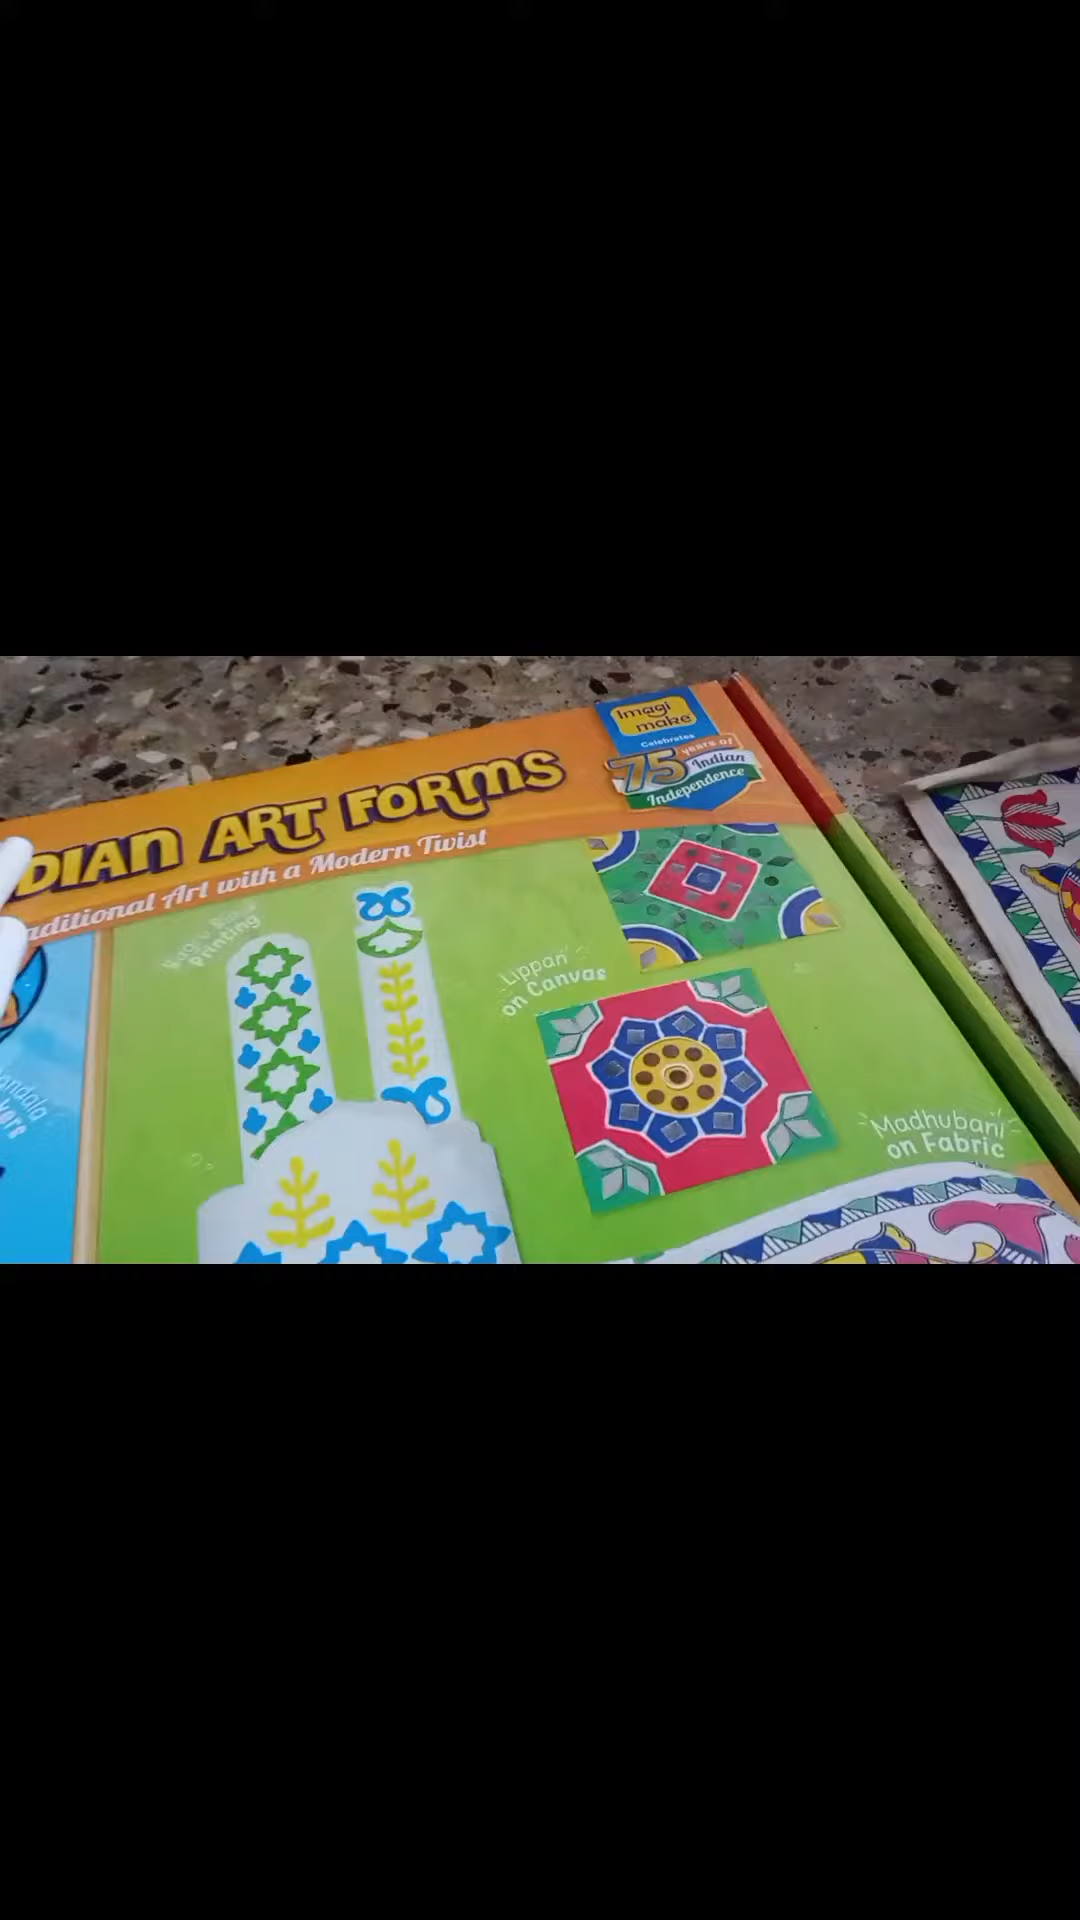 Imagi
make
Celebrates
75 years of
Indian
Independence
DIAN ART FORMS
aditional Art with a Modern Twist
Printing
Lippan
on Canvas
Madhubani
on Fabric